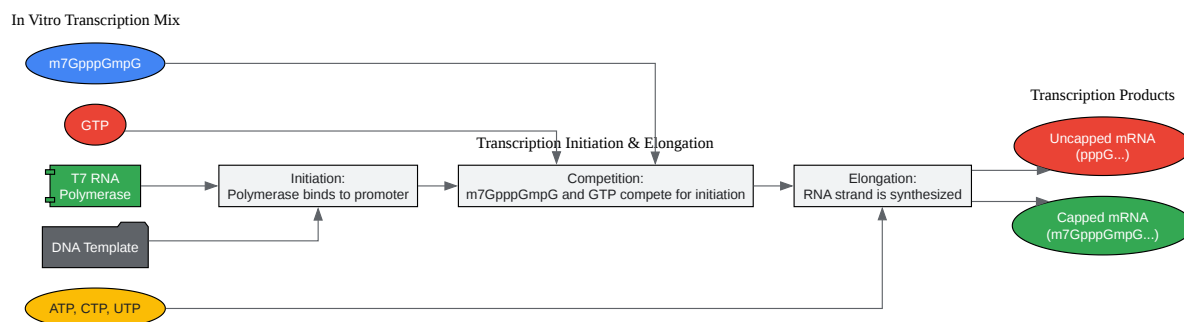 In Vitro Transcription Mix
m7GpppGmpG
GTP
T7 RNA
Polymerase
DNA Template
ATP, CTP, UTP
Transcription Initiation & Elongation
Initiation:
Polymerase binds to promoter
Competition:
m7GpppGmpG and GTP compete for initiation
Elongation:
RNA strand is synthesized
Transcription Products
Uncapped mRNA
(pppG...)
Capped mRNA
(m7GpppGmpG...)